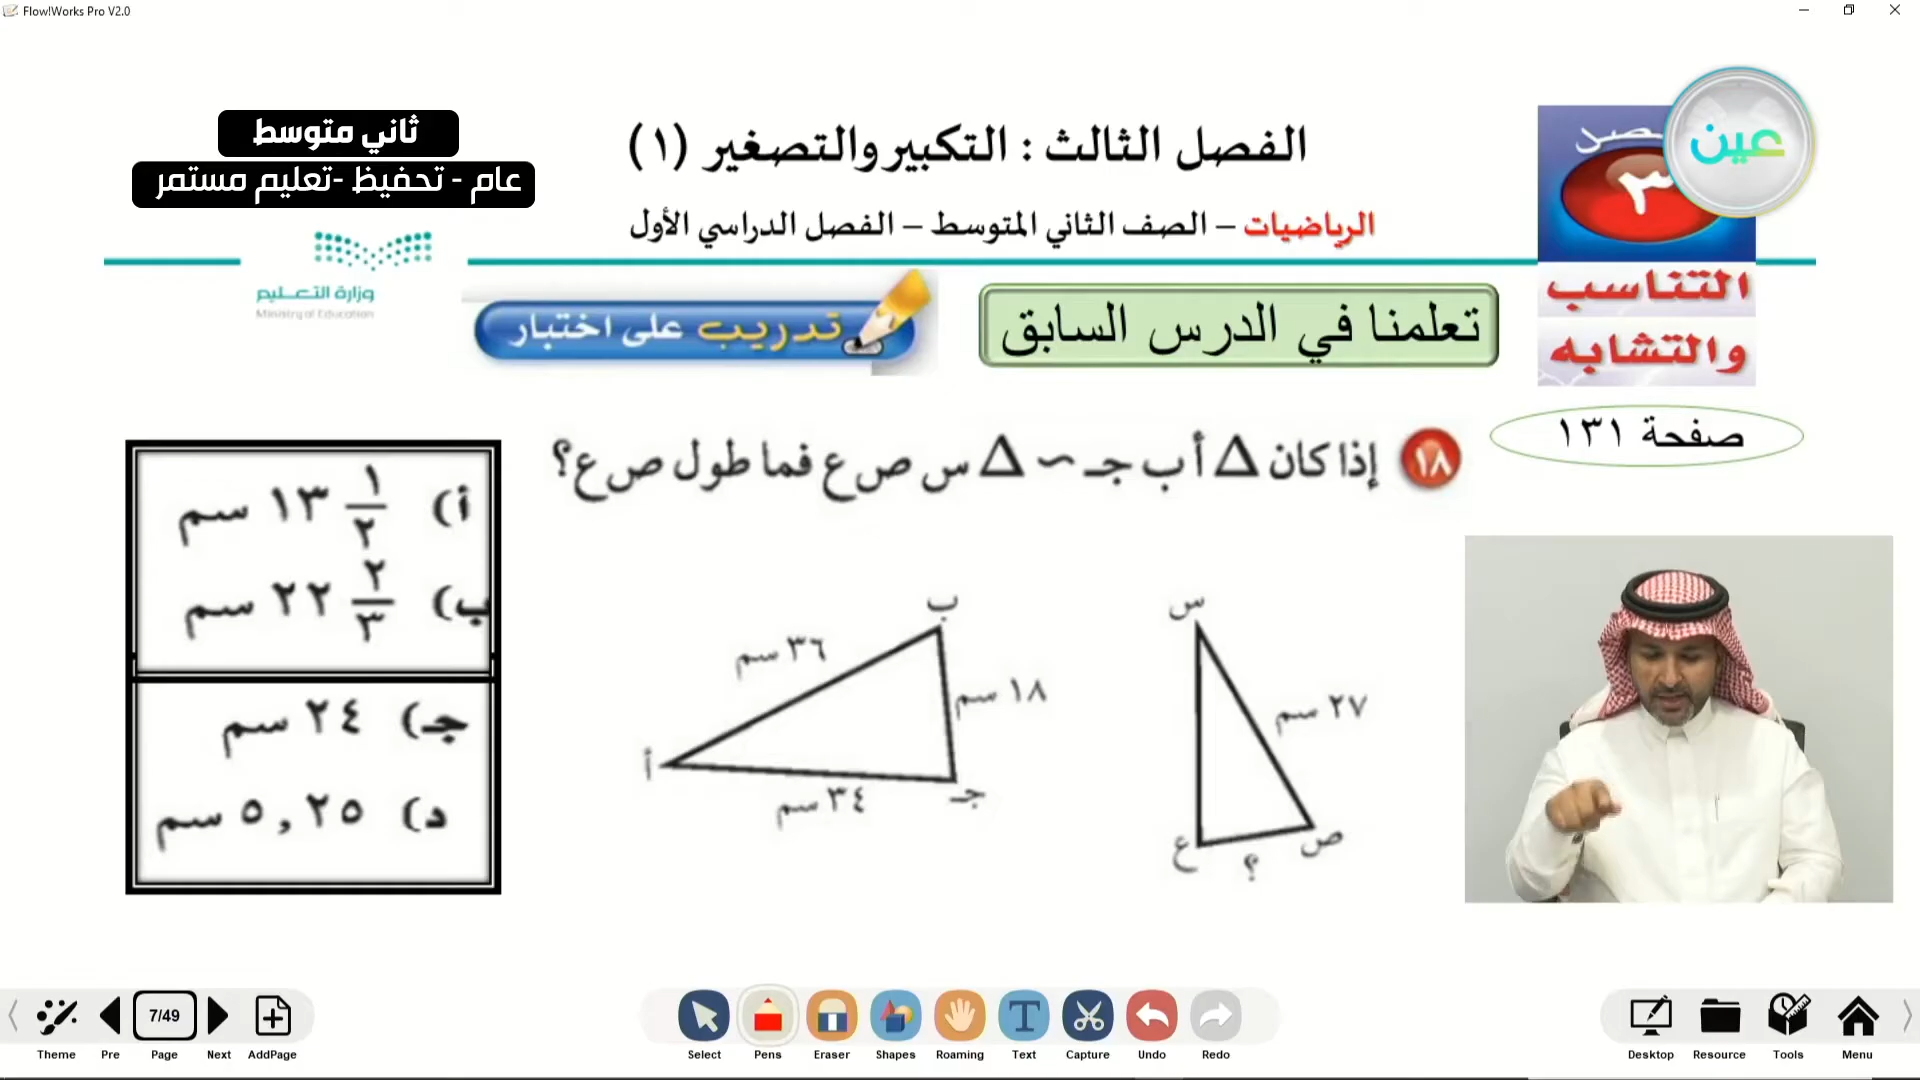 Flow!Works Pro V2.0
عين
٣
الفصل الثالث : التكبير والتصغير (١)
ثاني متوسط
عام - تحفيظ -تعليم مستمر
الرياضيات – الصف الثاني المتوسط – الفصل الدراسي الأول
وزارة التعليم
Ministry of Education
التناسب
والتشابه
تعلمنا في الدرس السابق
تدريب على اختبار
صفحة ١٣١
١٨ إذا كان Δ أ ب جـ ~ Δ س ص ع فما طول ص ع؟
أ) ١٣ ١/٢ سم
ب) ٢٢ ٢/٣ سم
جـ) ٢٤ سم
د) ٥,٢٥ سم
س
٢٧ سم
ص
ع
؟
ب
٣٦ سم
١٨ سم
أ
جـ
٣٤ سم
7/49
Theme Pre Page Next AddPage
Select Pens Eraser Shapes Roaming Text Capture Undo Redo
Desktop Resource Tools Menu